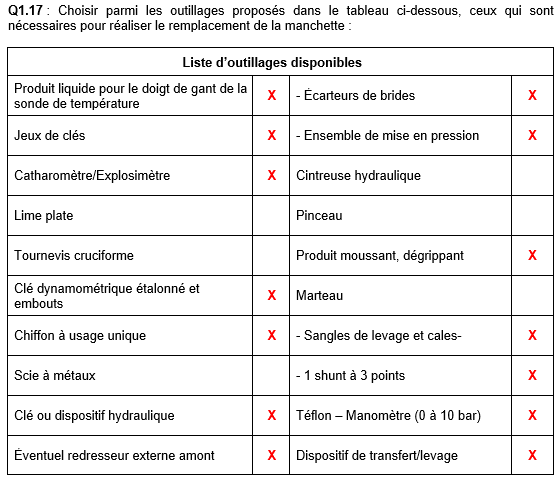 Q1.17 : Choisir parmi les outillages proposés dans le tableau ci-dessous, ceux qui sont
nécessaires pour réaliser le remplacement de la manchette :
Liste d'outillages disponibles
Produit liquide pour le doigt de gant de la
sonde de température X - Écarteurs de brides X
Jeux de clés X - Ensemble de mise en pression X
Catharomètre/Explosimètre X Cintreuse hydraulique
Lime plate Pinceau
Tournevis cruciforme Produit moussant, dégrippant X
Clé dynamométrique étalonné et
embouts X Marteau
Chiffon à usage unique X - Sangles de levage et cales- X
Scie à métaux - 1 shunt à 3 points X
Clé ou dispositif hydraulique X Téflon – Manomètre (0 à 10 bar) X
Éventuel redresseur externe amont X Dispositif de transfert/levage X